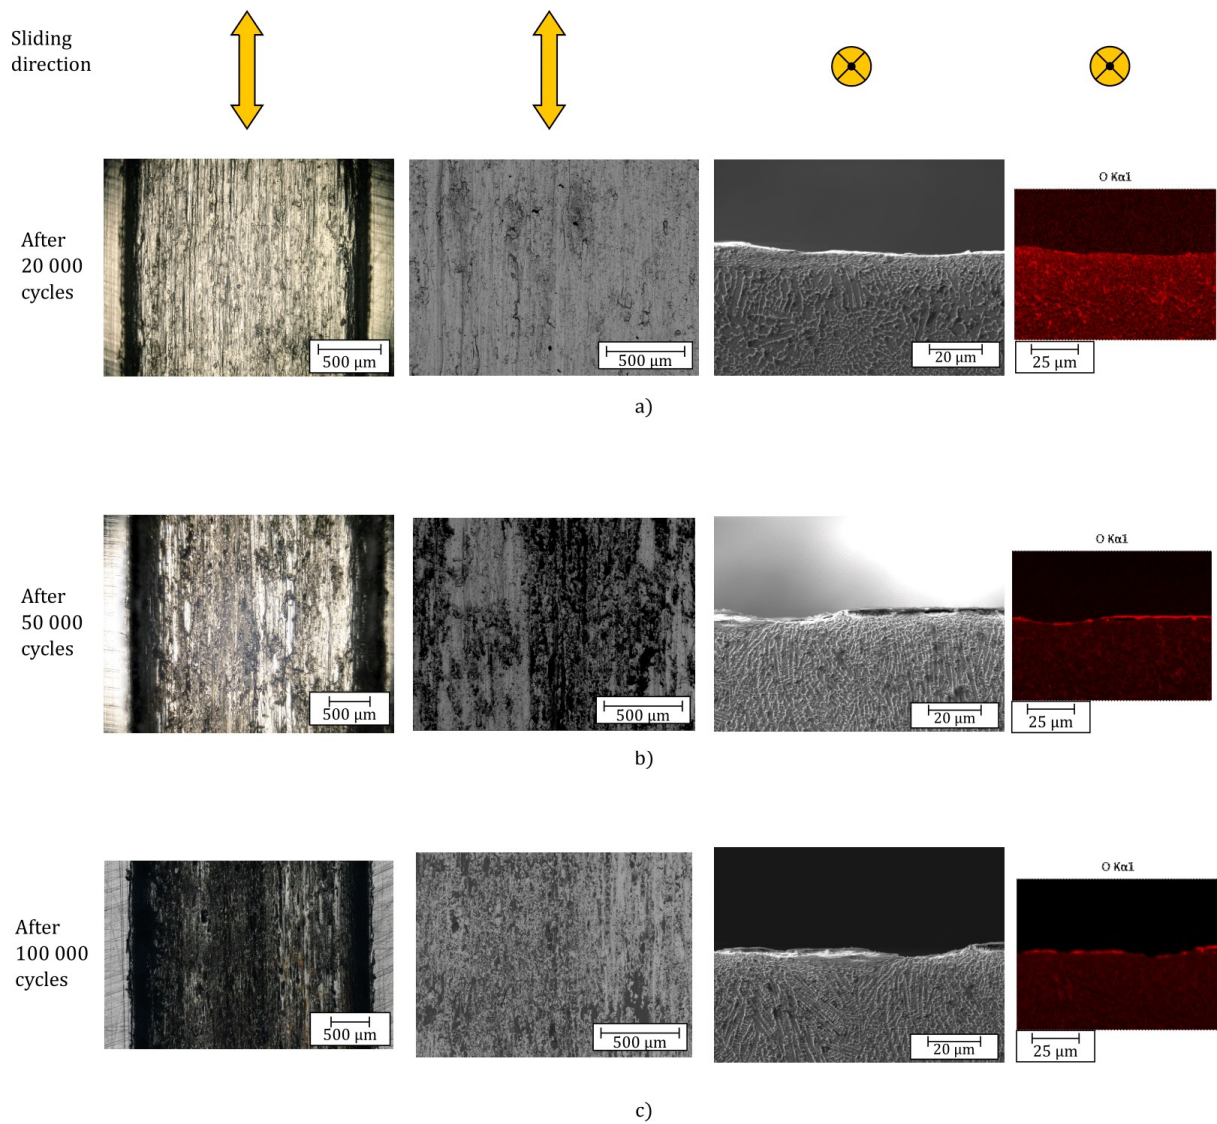 Sliding
direction
After
20 000
cycles
500 µm
500 µm
20 µm
O Kα1
25 µm
a)
After
50 000
cycles
500 µm
500 µm
20 µm
O Kα1
25 µm
b)
After
100 000
cycles
500 µm
500 µm
20 µm
O Kα1
25 µm
c)